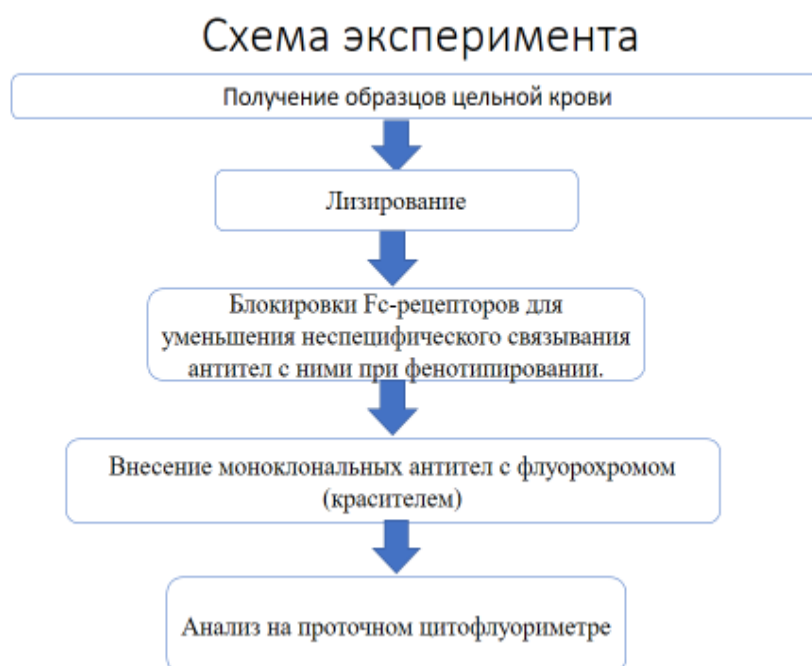 Схема эксперимента
Получение образцов цельной крови
Лизирование
Блокировки Fc-рецепторов для
уменьшения неспецифического связывания
антител с ними при фенотипировании.
Внесение моноклональных антител с флуорохромом
(красителем)
Анализ на проточном цитофлуориметре